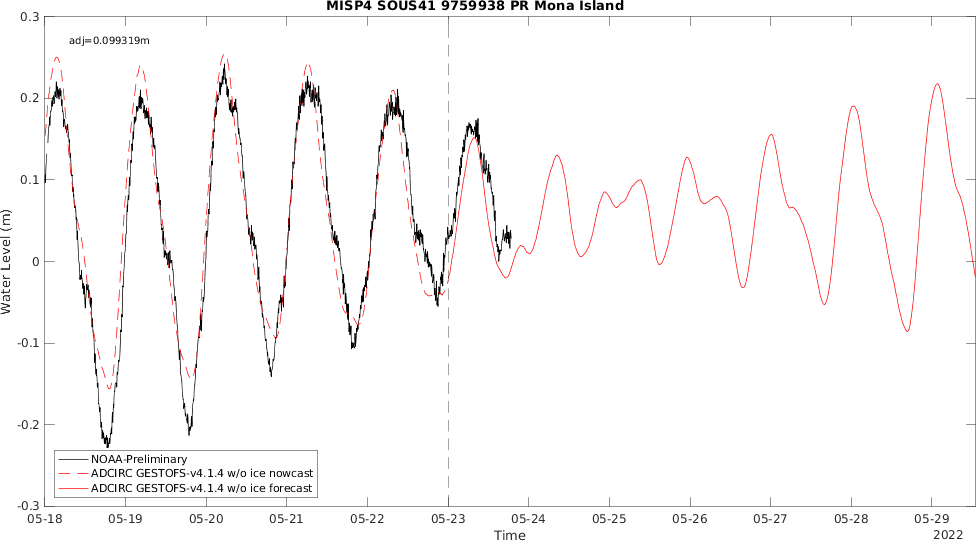 MISP4 SOUS41 9759938 PR Mona Island
adj=0.099319m
0.3
0.2
0.1
0
-0.1
-0.2
-0.3
Water Level (m)
NOAA-Preliminary
ADCIRC GESTOFS-v4.1.4 w/o ice nowcast
ADCIRC GESTOFS-v4.1.4 w/o ice forecast
05-18 05-19 05-20 05-21 05-22 05-23 05-24 05-25 05-26 05-27 05-28 05-29
Time
2022